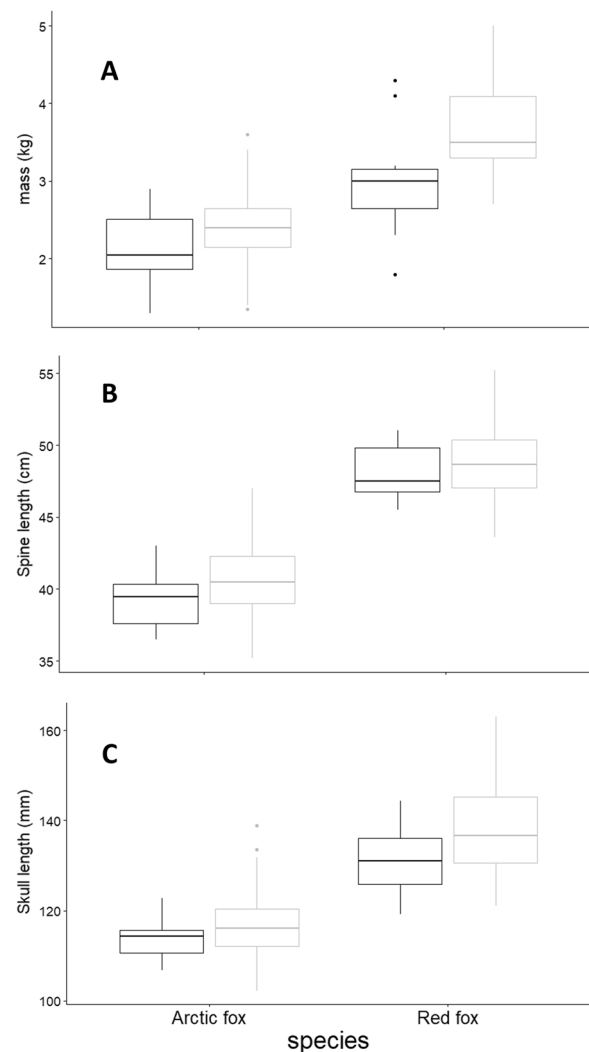 A
5
4
3
2
mass (kg)
B
55
50
45
40
35
Spine length (cm)
C
160
140
120
100
Skull length (mm)
Arctic fox Red fox
species